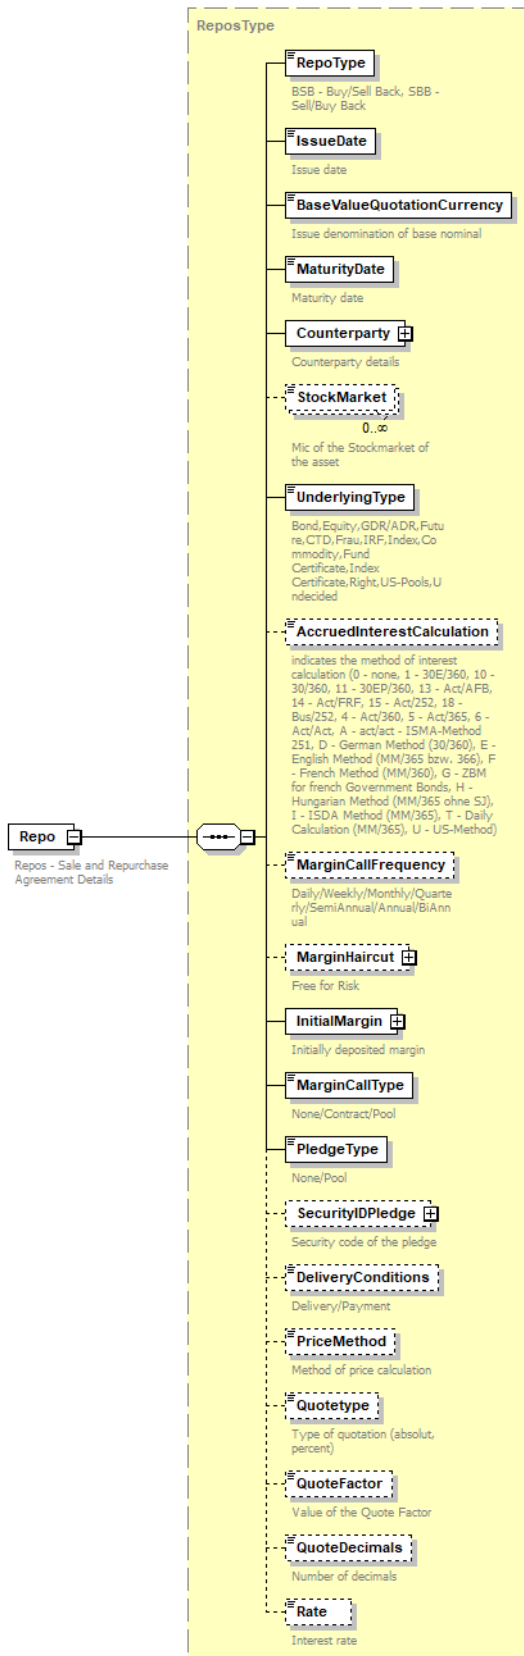 ReposType
RepoType
BSB - Buy/Sell Back, SBB -
Sell/Buy Back
IssueDate
Issue date
BaseValueQuotationCurrency
Issue denomination of base nominal
MaturityDate
Maturity date
Counterparty
Counterparty details
StockMarket
0..∞
Mic of the Stockmarket of
the asset
UnderlyingType
Bond,Equity,GDR/ADR,Futu
re,CTD,Frau,IRF,Index,Co
mmodity,Fund
Certificate,Index
Certificate,Right,US-Pools,U
ndecided
AccruedInterestCalculation
indicates the method of interest
calculation (0 - none, 1 - 30E/360, 10 -
30/360, 11 - 30EP/360, 13 - Act/AFB,
14 - Act/FRF, 15 - Act/252, 18 -
Bus/252, 4 - Act/360, 5 - Act/365, 6 -
Act/Act, A - act/act - ISMA-Method
251, D - German Method (30/360), E -
English Method (MM/365 bzw. 366), F
- French Method (MM/360), G - ZBM
for french Government Bonds, H -
Hungarian Method (MM/365 ohne SJ),
I - ISDA Method (MM/365), T - Daily
Calculation (MM/365), U - US-Method)
Repo
Repos - Sale and Repurchase
Agreement Details
MarginCallFrequency
Daily/Weekly/Monthly/Quarte
rly/SemiAnnual/Annual/BiAnn
ual
MarginHaircut
Free for Risk
InitialMargin
Initially deposited margin
MarginCallType
None/Contract/Pool
PledgeType
None/Pool
SecurityIDPledge
Security code of the pledge
DeliveryConditions
Delivery/Payment
PriceMethod
Method of price calculation
Quotetype
Type of quotation (absolut,
percent)
QuoteFactor
Value of the Quote Factor
QuoteDecimals
Number of decimals
Rate
Interest rate